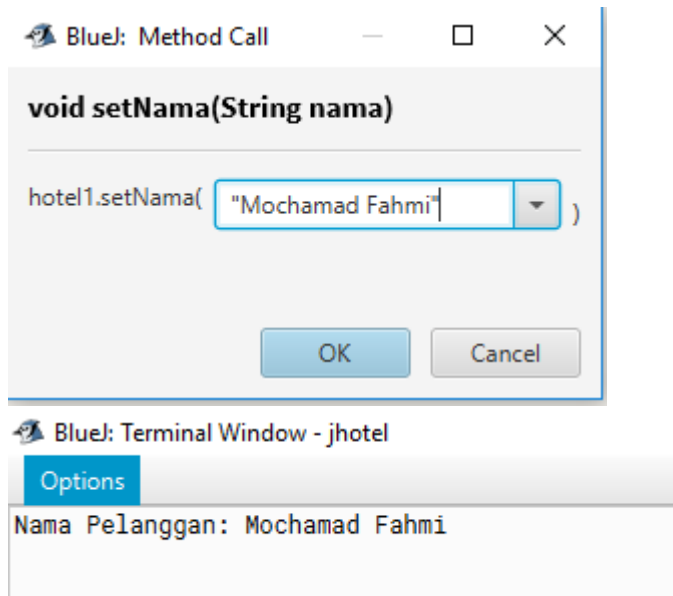 BlueJ: Method Call
void setNama(String nama)
hotel1.setNama( "Mochamad Fahmi" )
OK Cancel
BlueJ: Terminal Window - jhotel
Options
Nama Pelanggan: Mochamad Fahmi